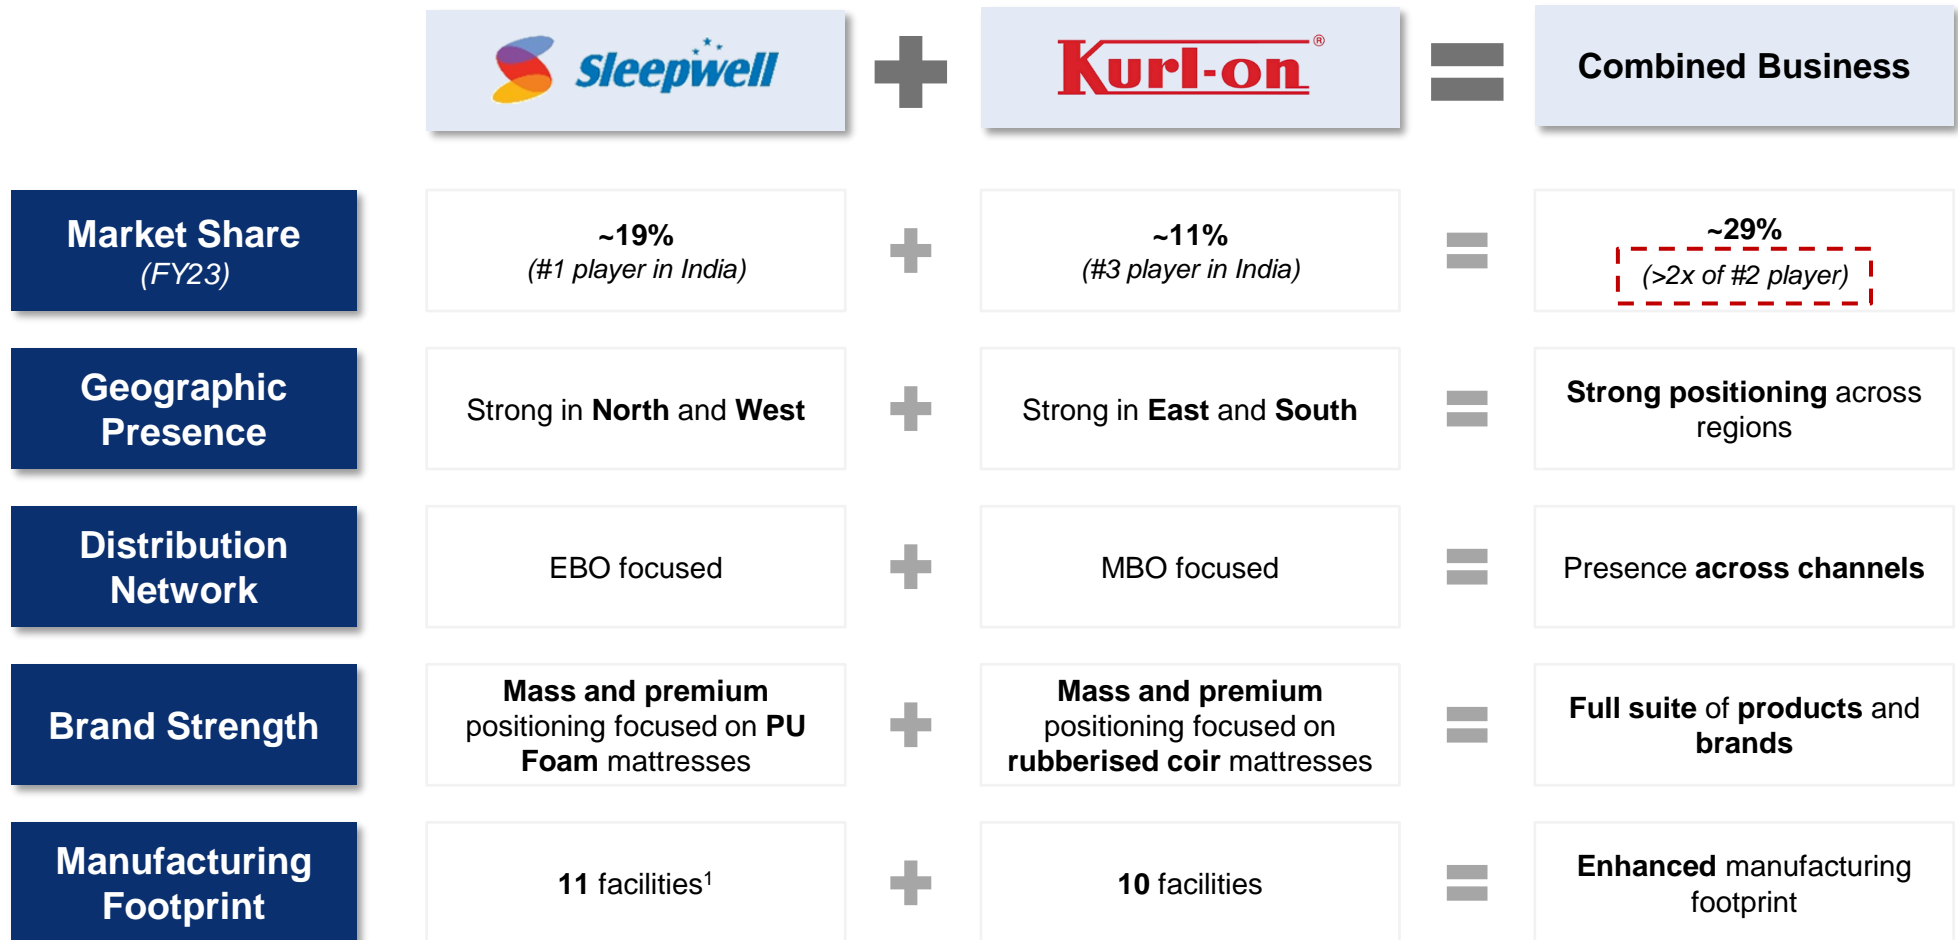 Sleepwell
Kurl-on®
Combined Business
Market Share
(FY23)
~19%
(#1 player in India)
~11%
(#3 player in India)
~29%
(>2x of #2 player)
Geographic
Presence
Strong in North and West
Strong in East and South
Strong positioning across
regions
Distribution
Network
EBO focused
MBO focused
Presence across channels
Brand Strength
Mass and premium
positioning focused on PU
Foam mattresses
Mass and premium
positioning focused on
rubberised coir mattresses
Full suite of products and
brands
Manufacturing
Footprint
11 facilities¹
10 facilities
Enhanced manufacturing
footprint